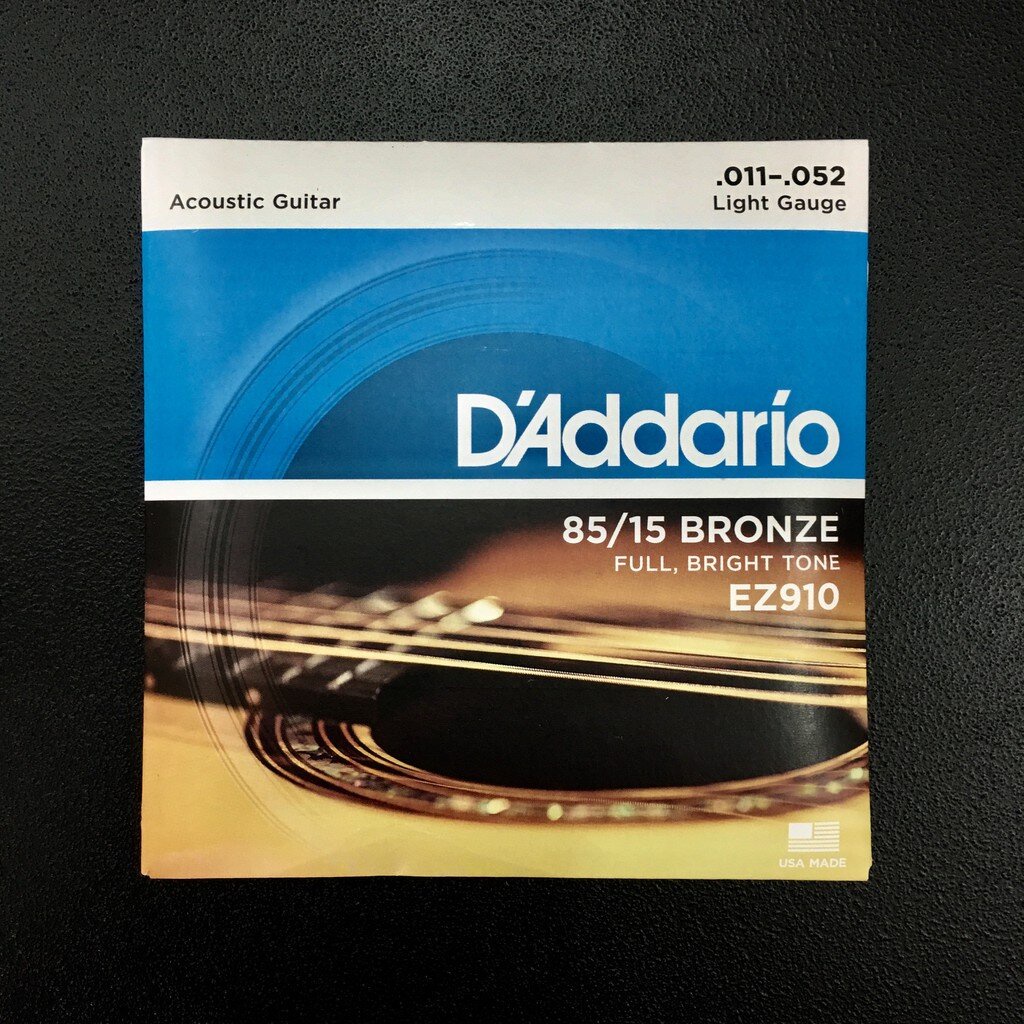 Acoustic Guitar
.011–.052
Light Gauge
D'Addario
85/15 BRONZE
FULL, BRIGHT TONE
EZ910
USA MADE